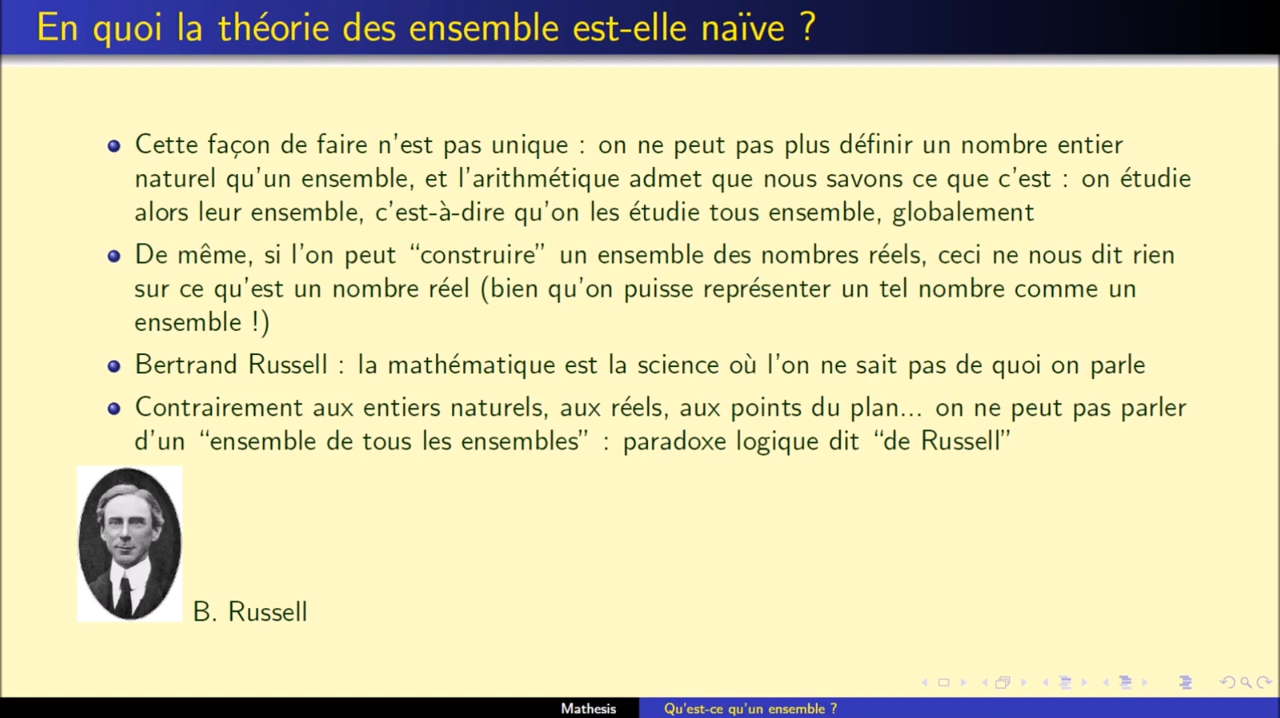 En quoi la théorie des ensemble est-elle naïve ?
Cette façon de faire n'est pas unique : on ne peut pas plus définir un nombre entier
naturel qu'un ensemble, et l'arithmétique admet que nous savons ce que c'est : on étudie
alors leur ensemble, c'est-à-dire qu'on les étudie tous ensemble, globalement
De même, si l'on peut “construire” un ensemble des nombres réels, ceci ne nous dit rien
sur ce qu'est un nombre réel (bien qu'on puisse représenter un tel nombre comme un
ensemble !)
Bertrand Russell : la mathématique est la science où l'on ne sait pas de quoi on parle
Contrairement aux entiers naturels, aux réels, aux points du plan... on ne peut pas parler
d'un “ensemble de tous les ensembles” : paradoxe logique dit “de Russell”
B. Russell
Mathesis
Qu'est-ce qu'un ensemble ?